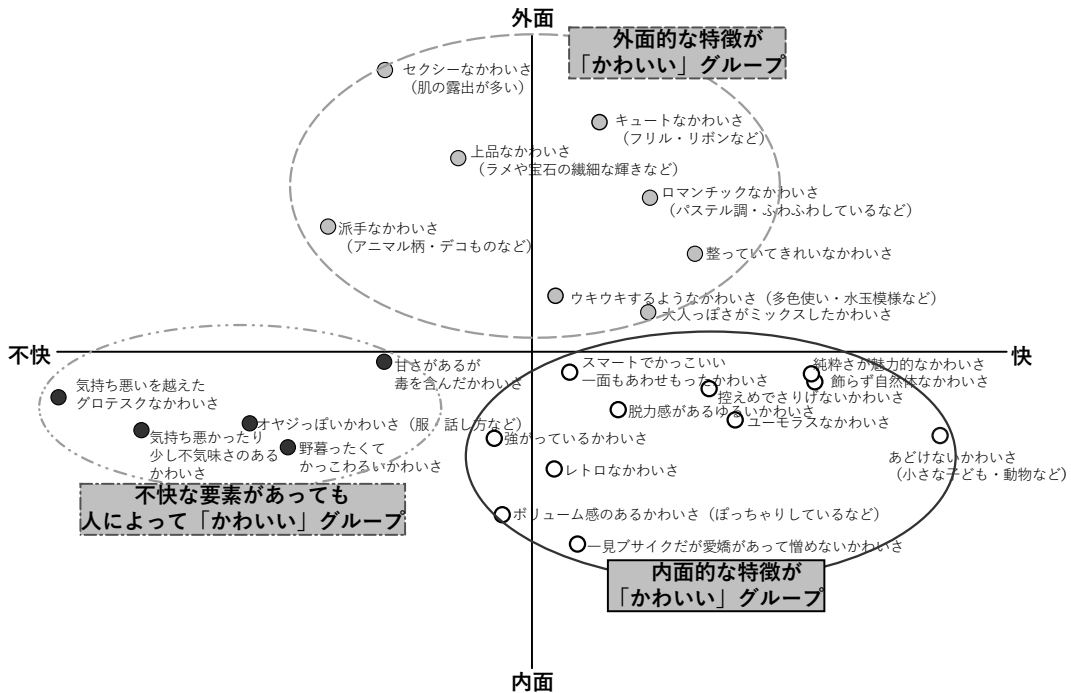 外面
外面的な特徴が
「かわいい」グループ
セクシーなかわいさ
（肌の露出が多い）
キュートなかわいさ
（フリル・リボンなど）
上品なかわいさ
（ラメや宝石の繊細な輝きなど）
ロマンチックなかわいさ
（パステル調・ふわふわしているなど）
派手なかわいさ
（アニマル柄・デコものなど）
整っていてきれいなかわいさ
ウキウキするようなかわいさ（多色使い・水玉模様など）
大人っぽさがミックスしたかわいさ
不快
快
甘さがあるが
毒を含んだかわいさ
スマートでかっこいい
一面もあわせもったかわいさ
純粋さが魅力的なかわいさ
飾らず自然体なかわいさ
気持ち悪いを越えた
グロテスクなかわいさ
控えめでさりげないかわいさ
脱力感があるゆるいかわいさ
ユーモラスなかわいさ
オヤジっぽいかわいさ（服、話し方など）
気持ち悪かったり
少し不気味さのある
かわいさ
野暮ったくて
かっこわるいかわいさ
強がっているかわいさ
レトロなかわいさ
あどけないかわいさ
（小さな子ども・動物など）
不快な要素があっても
人によって「かわいい」グループ
ボリューム感のあるかわいさ（ぽっちゃりしているなど）
一見ブサイクだが愛嬌があって憎めないかわいさ
内面的な特徴が
「かわいい」グループ
内面